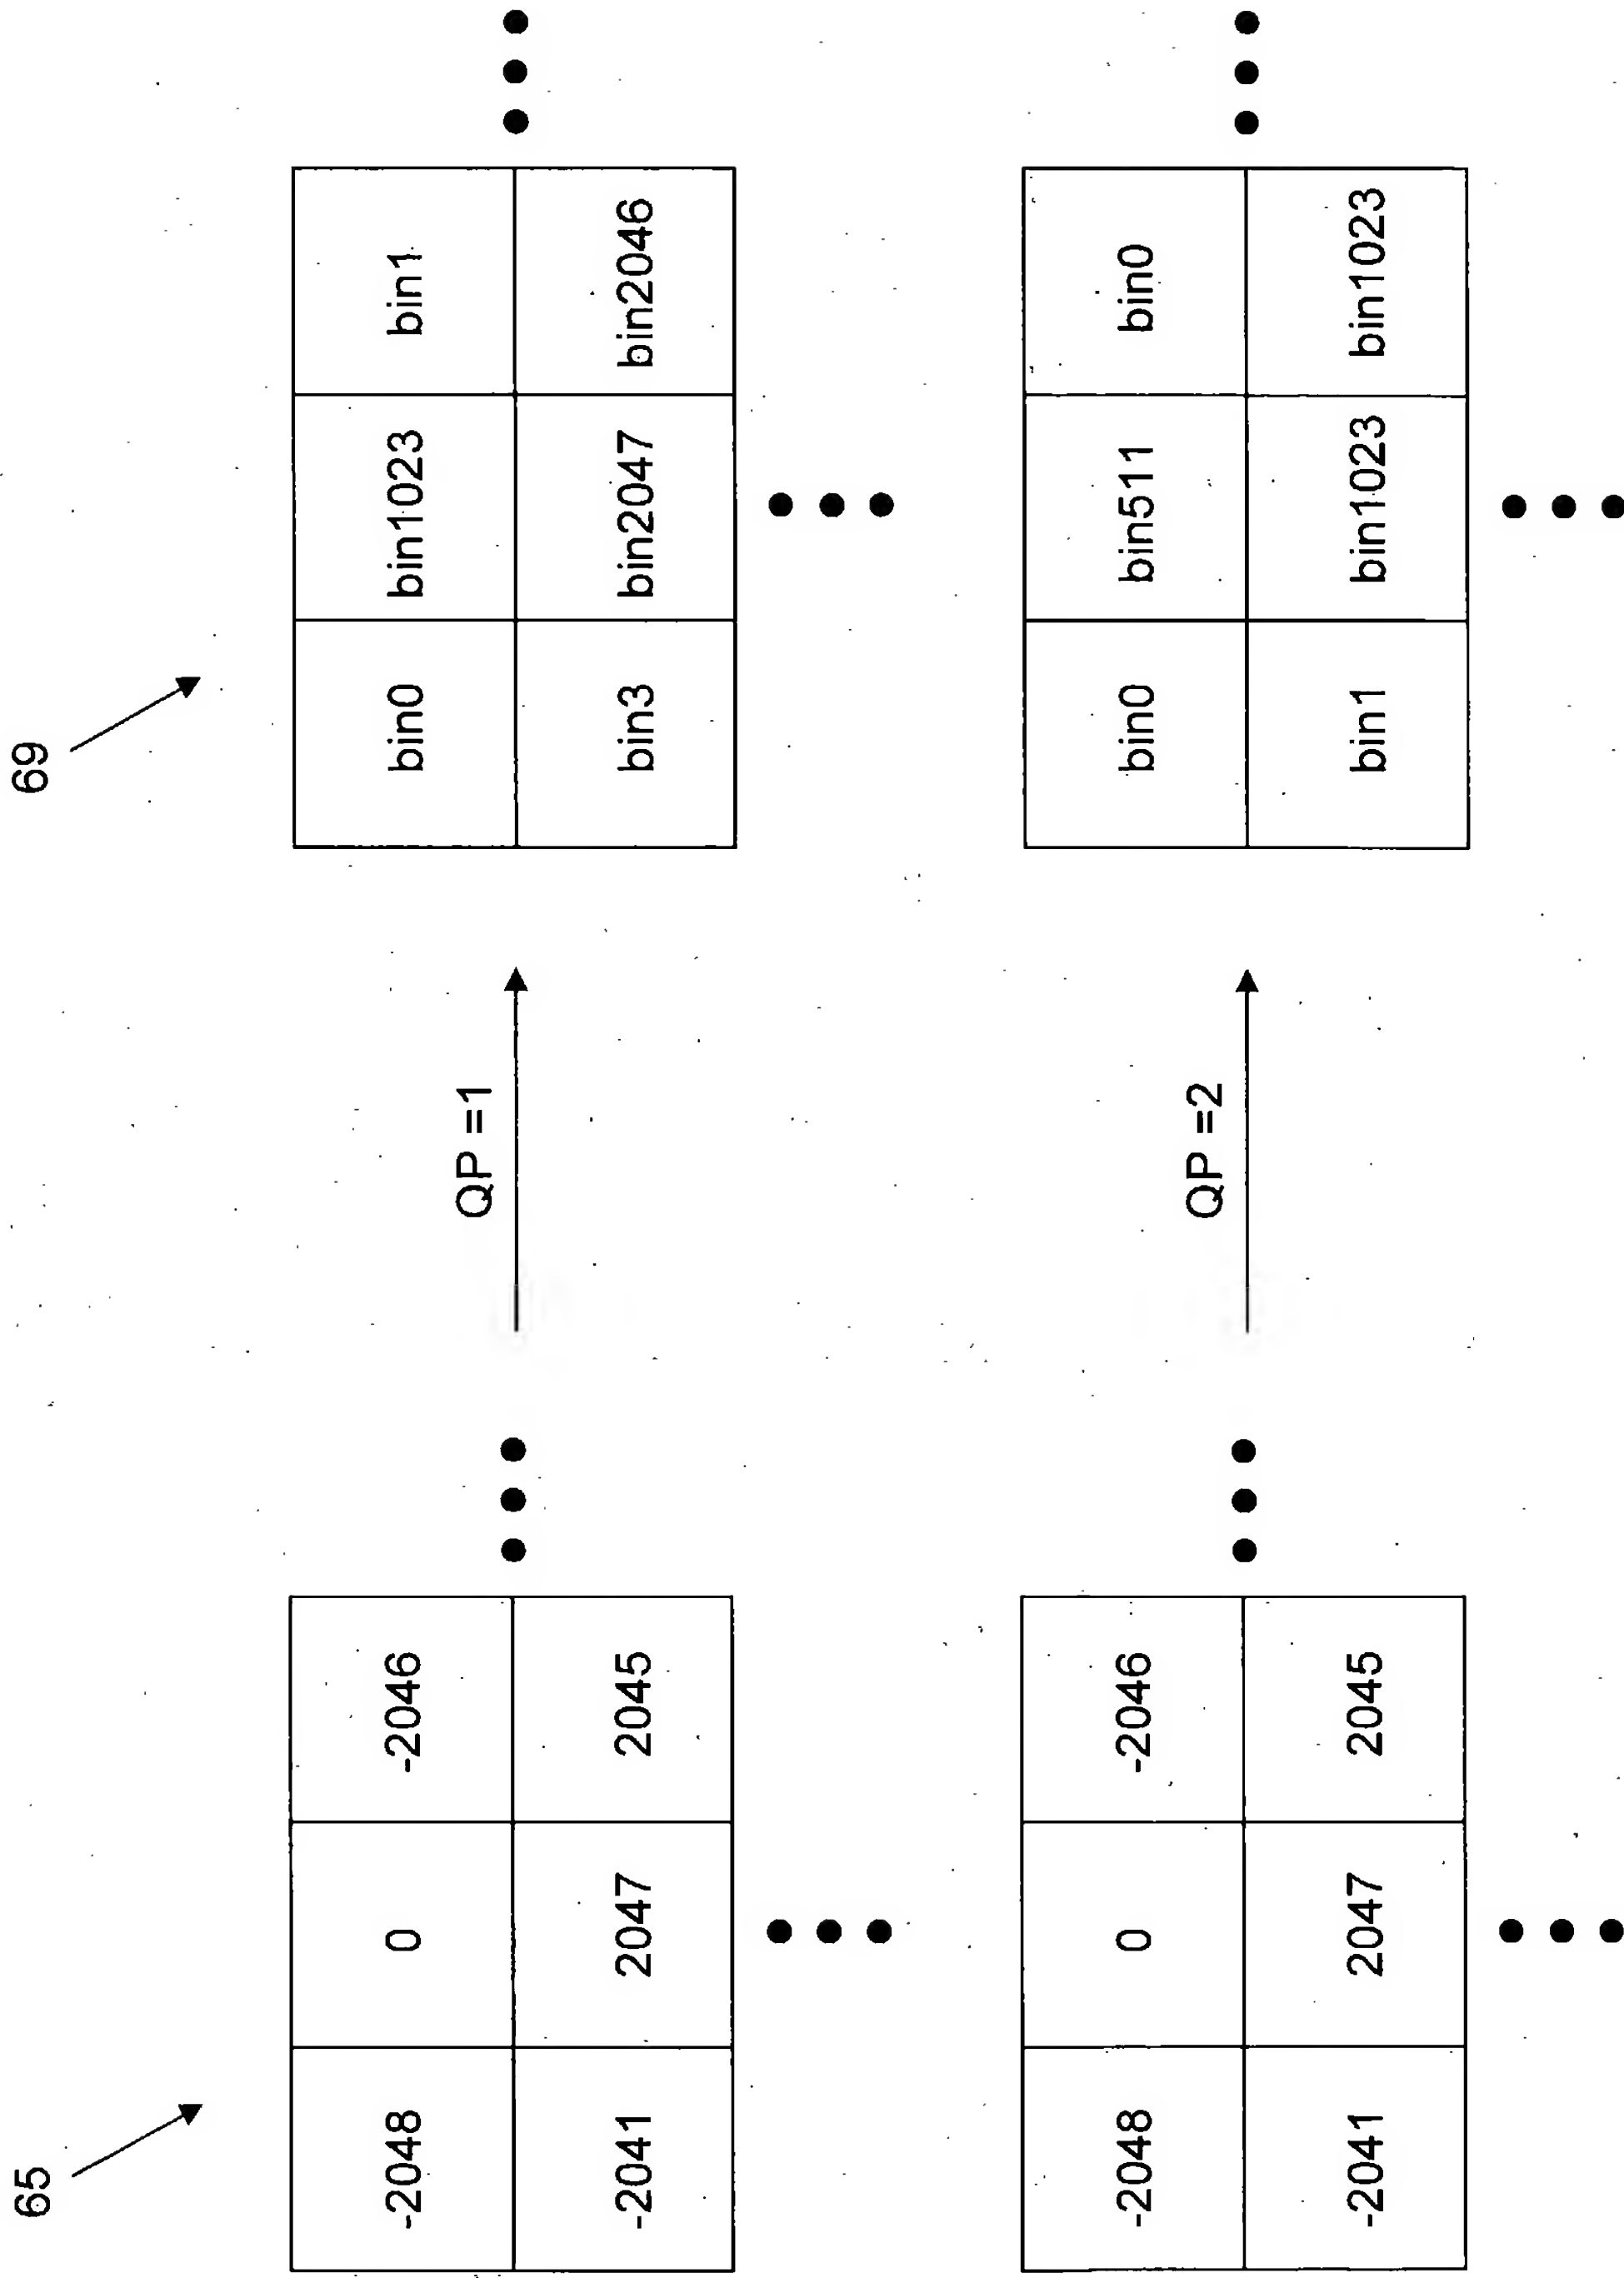 65
69
-2048 0 -2046
-2041 2047 2045
QP =1
bin0 bin1023 bin1
bin3 bin2047 bin2046
-2048 0 -2046
-2041 2047 2045
QP =2
bin0 bin511 bin0
bin1 bin1023 bin1023